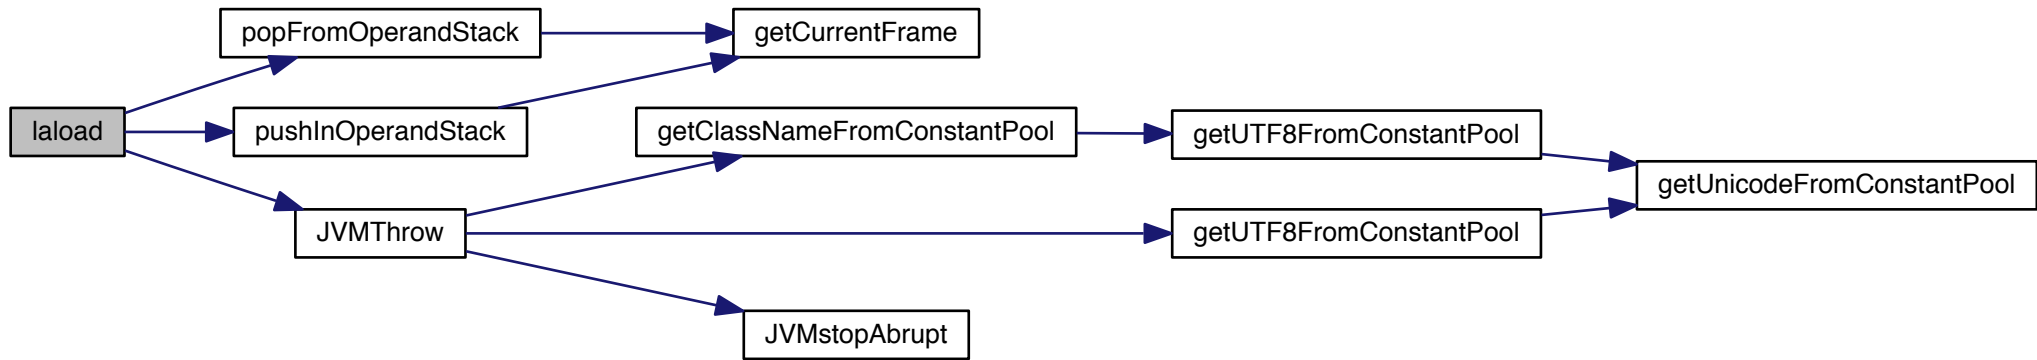 popFromOperandStack
getCurrentFrame
laload
pushInOperandStack
getClassNameFromConstantPool
getUTF8FromConstantPool
getUnicodeFromConstantPool
JVMThrow
getUTF8FromConstantPool
JVMstopAbrupt